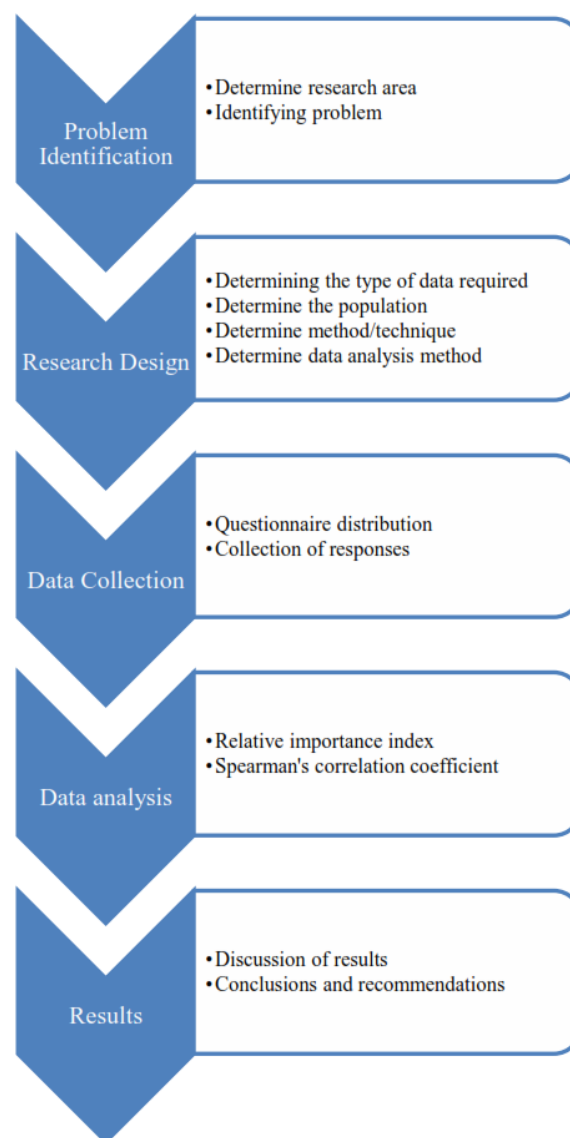 Problem
Identification
•Determine research area
•Identifying problem
Research Design
•Determining the type of data required
•Determine the population
•Determine method/technique
•Determine data analysis method
Data Collection
•Questionnaire distribution
•Collection of responses
Data analysis
•Relative importance index
•Spearman's correlation coefficient
Results
•Discussion of results
•Conclusions and recommendations